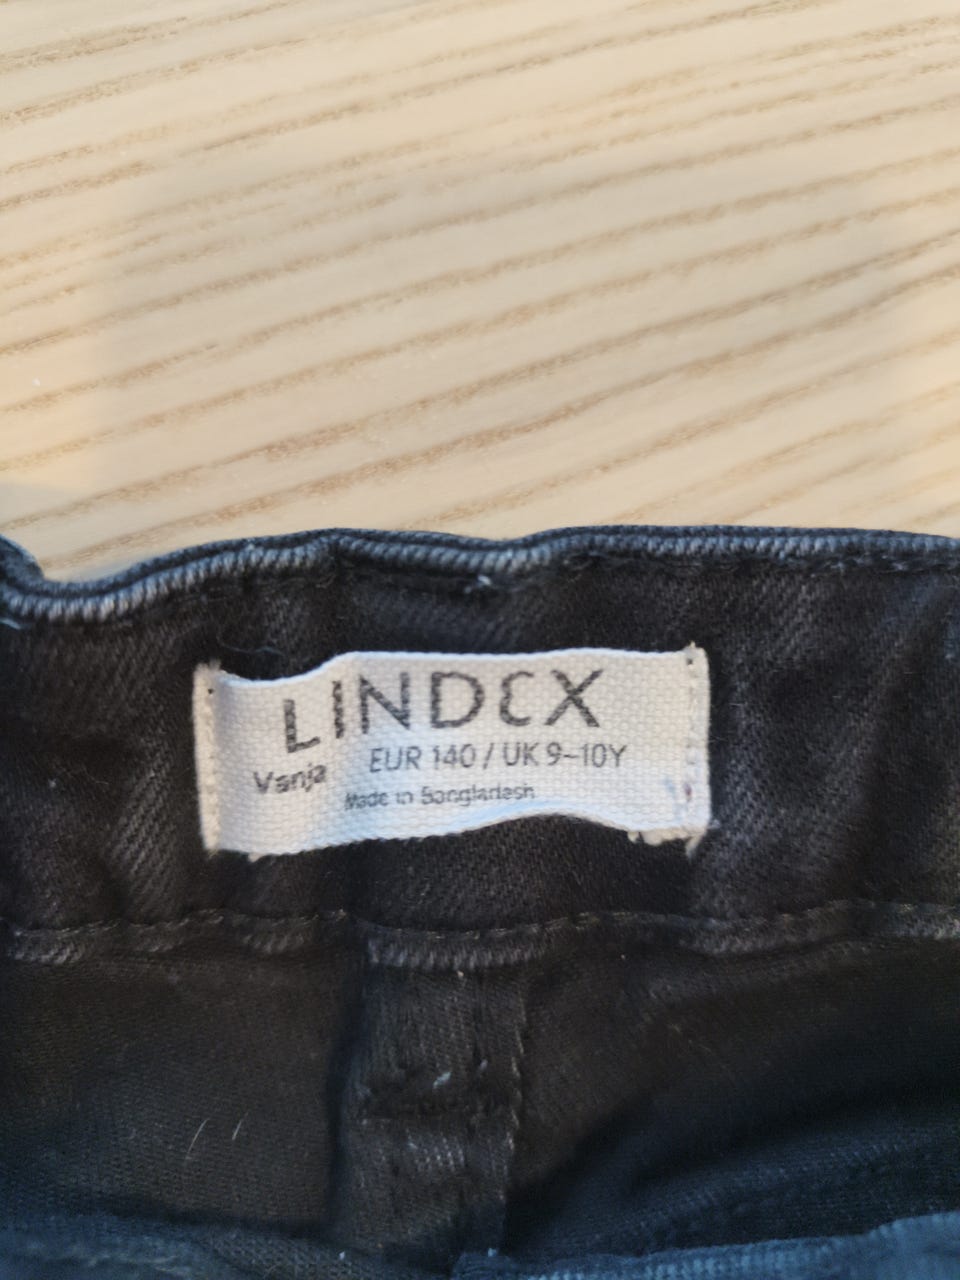 LINDEX
Vanja EUR 140 / UK 9-10Y
Made in Bangladesh